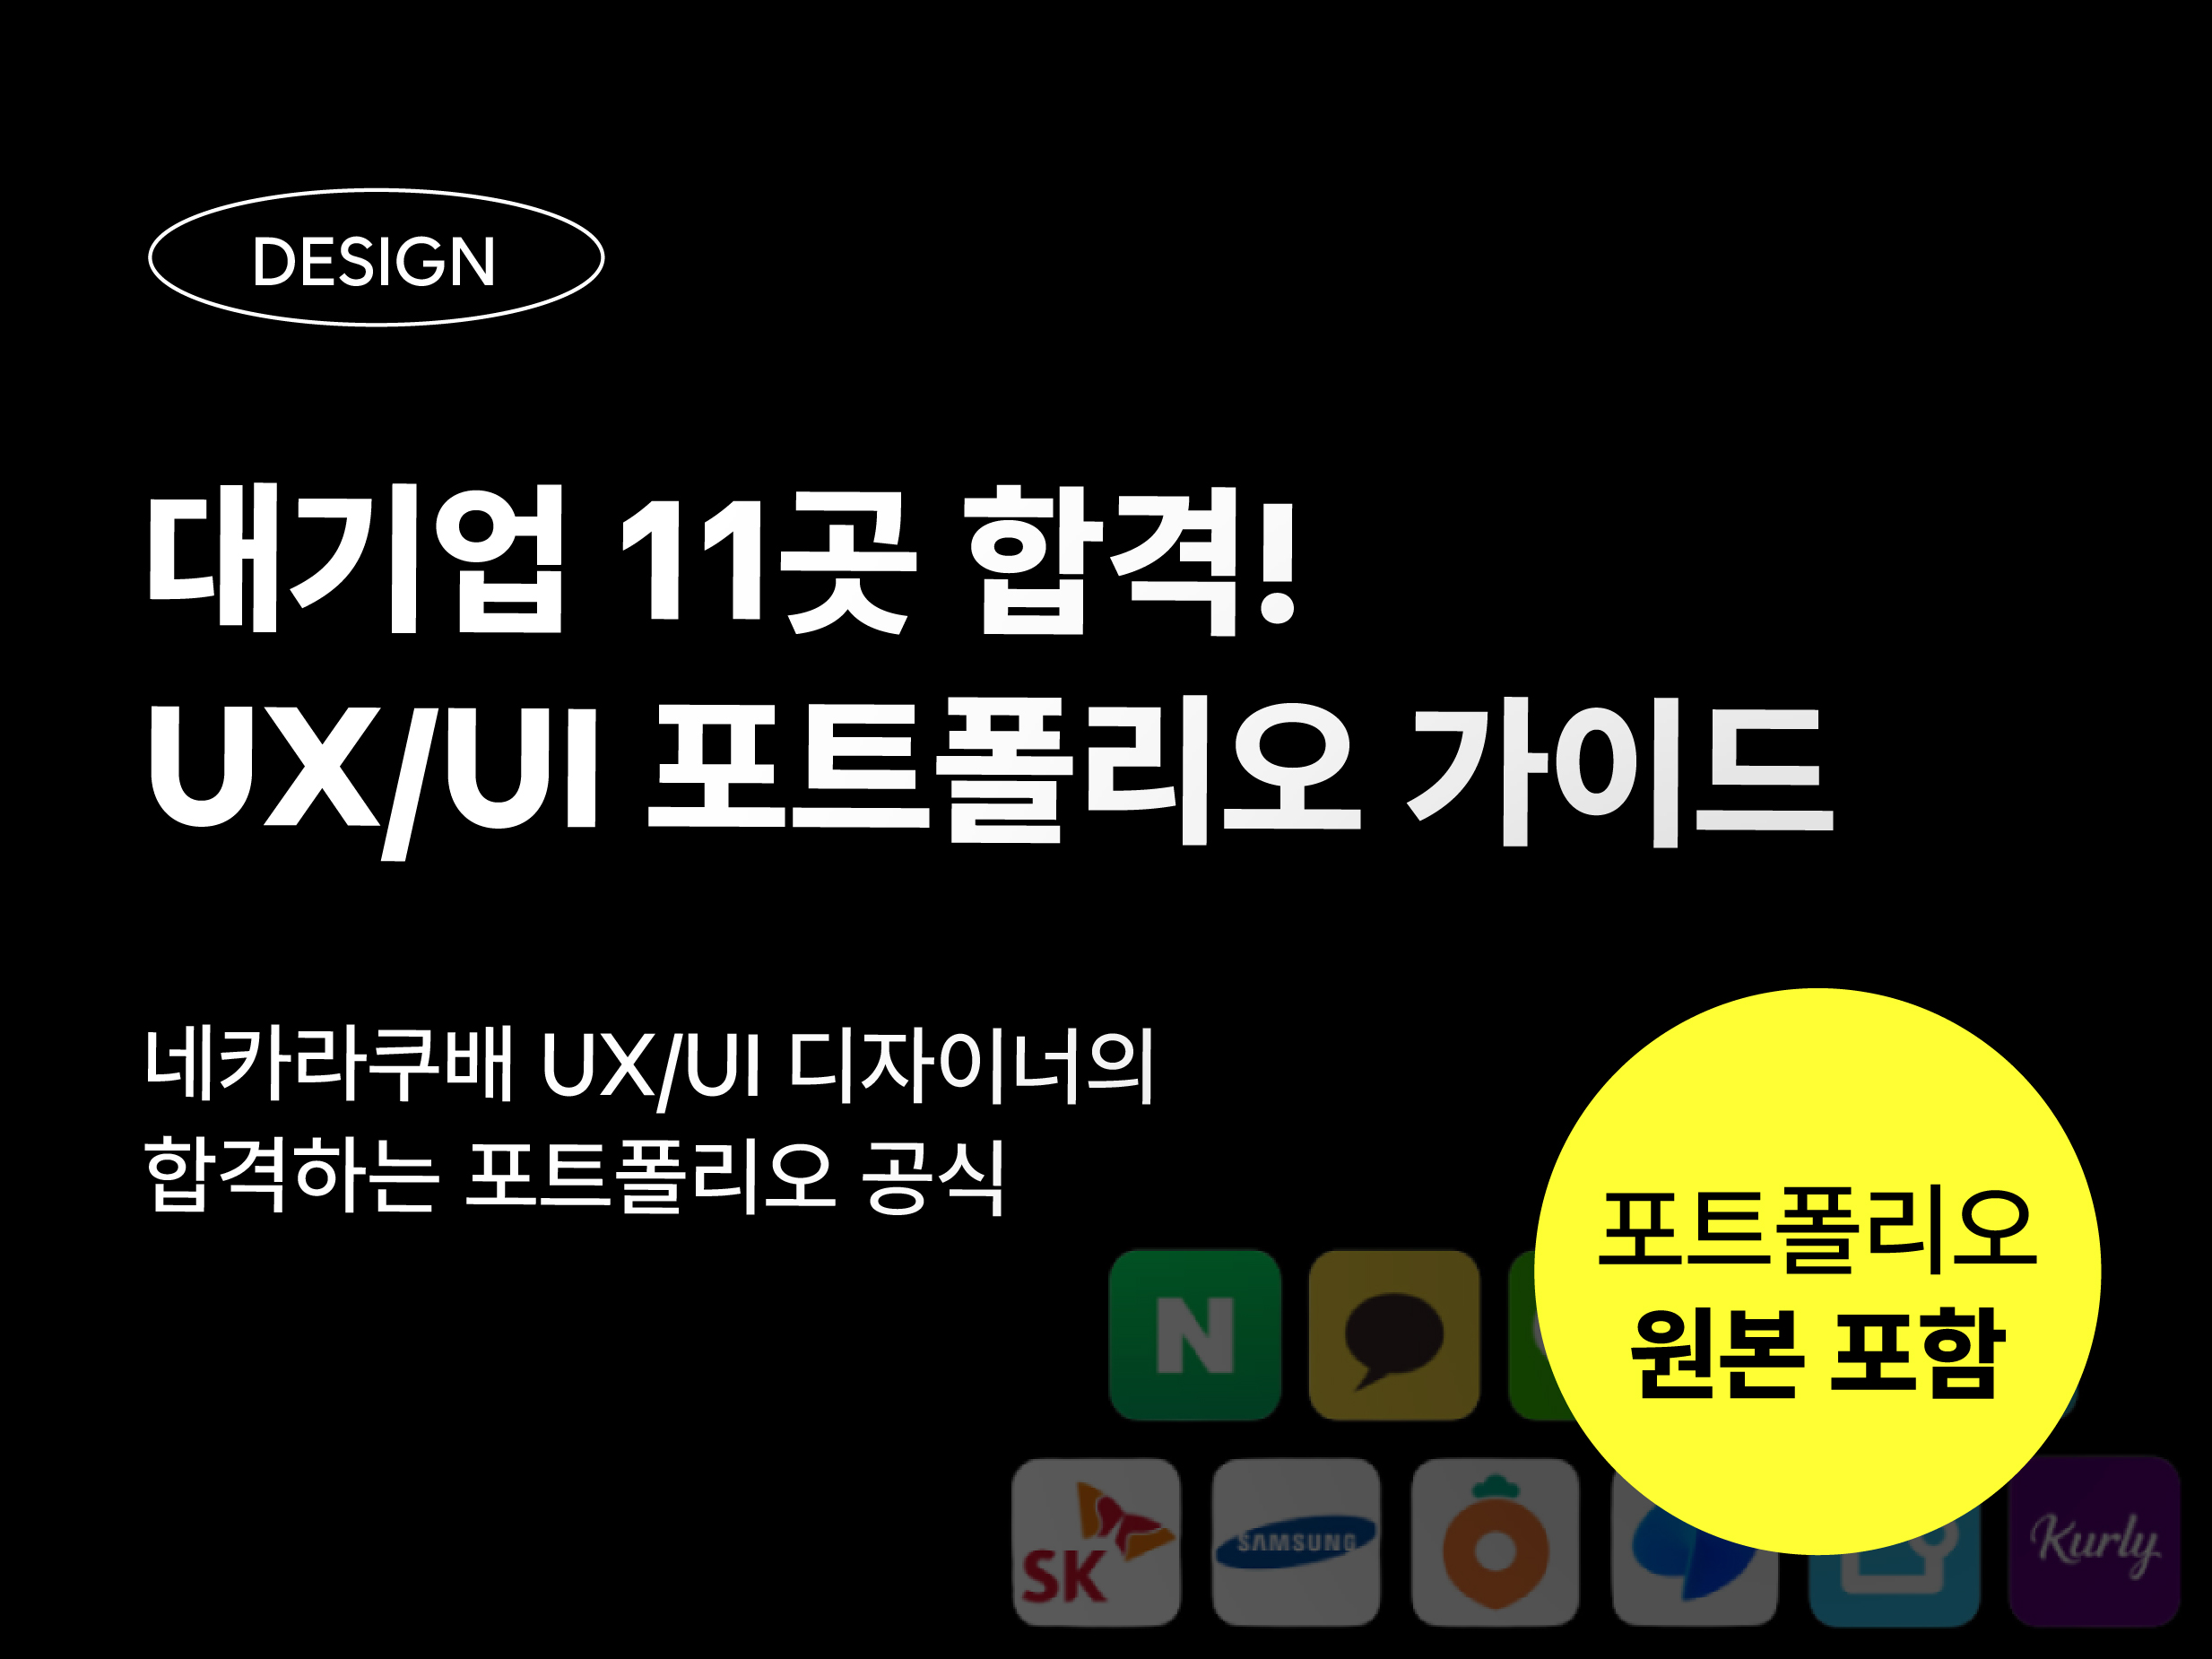 DESIGN
대기업 11곳 합격!
UX/UI 포트폴리오 가이드
네카라쿠배 UX/UI 디자이너의
합격하는 포트폴리오 공식
포트폴리오
원본 포함
N
SK
SAMSUNG
Kurly